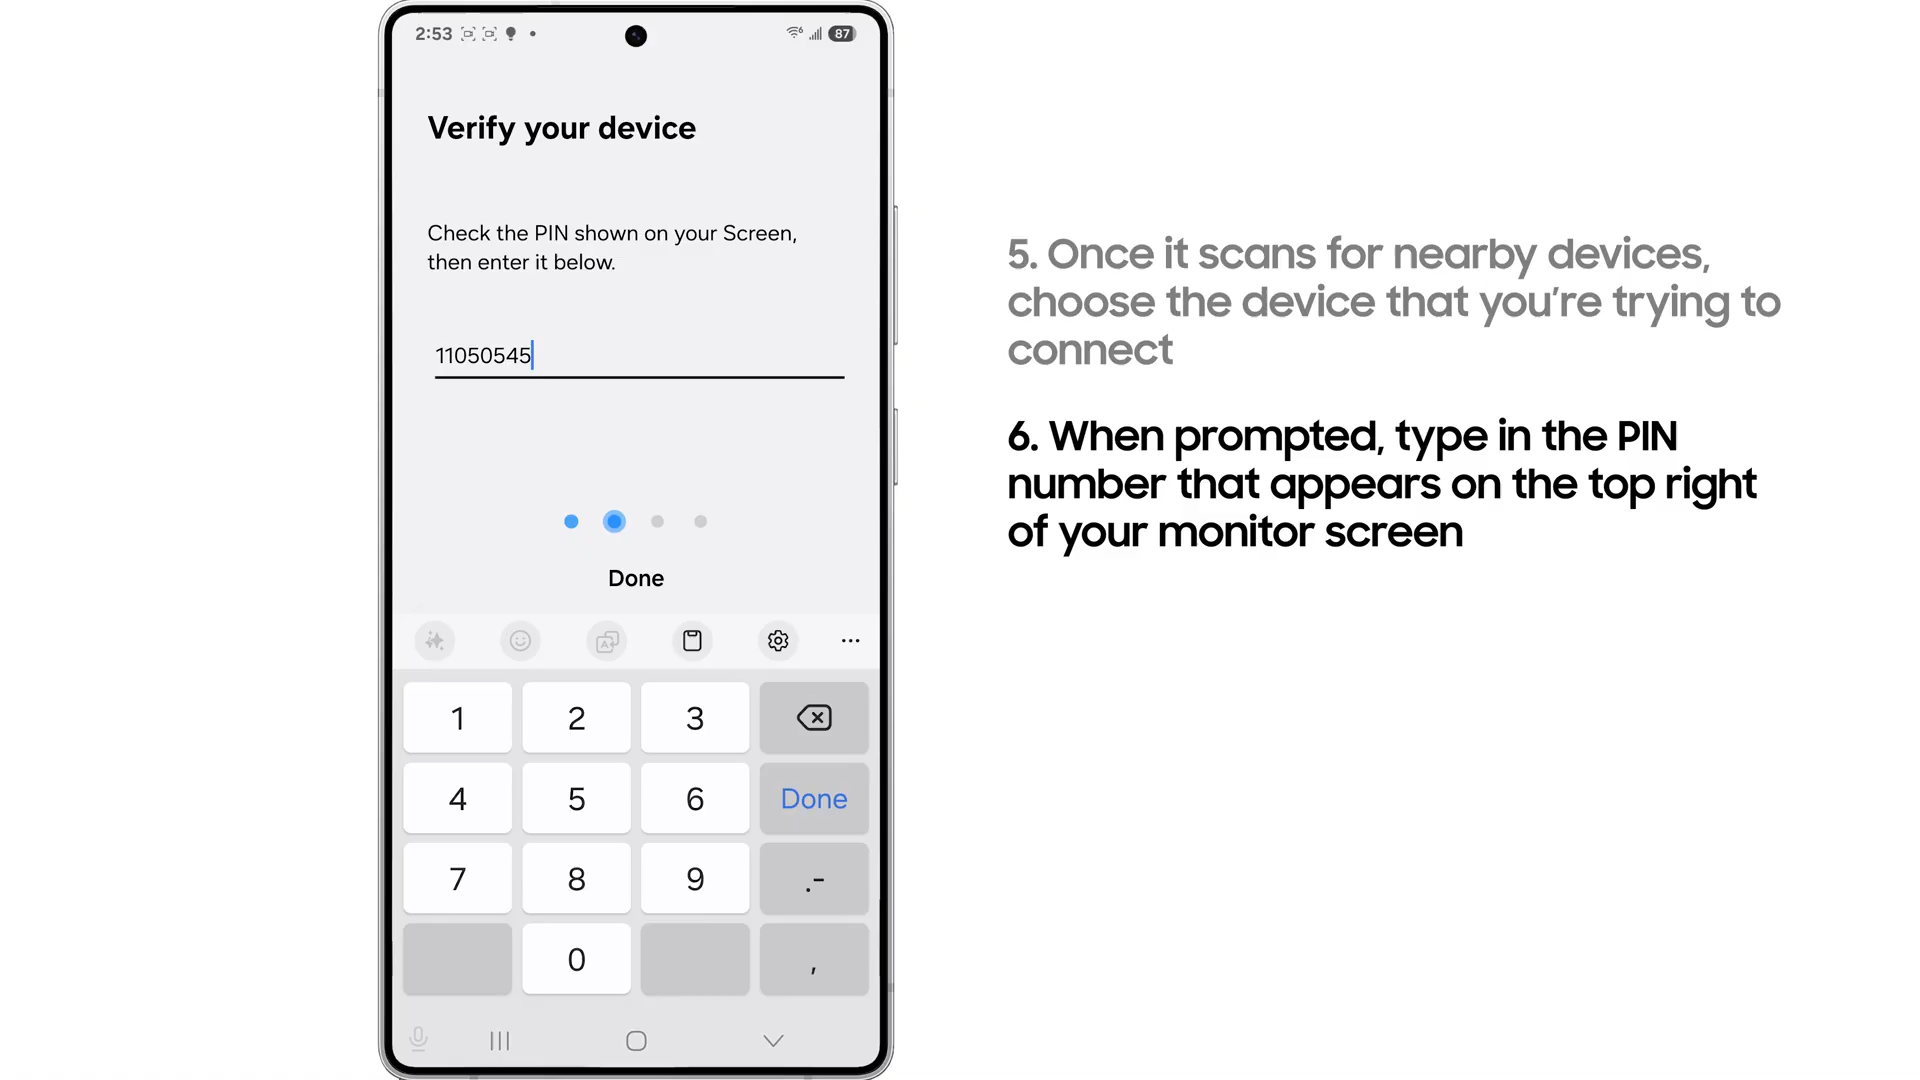 2:53
87
Verify your device
Check the PIN shown on your Screen,
then enter it below.
11050545
Done
1 2 3
4 5 6 Done
7 8 9 .-
0 ,
5. Once it scans for nearby devices,
choose the device that you're trying to
connect
6. When prompted, type in the PIN
number that appears on the top right
of your monitor screen